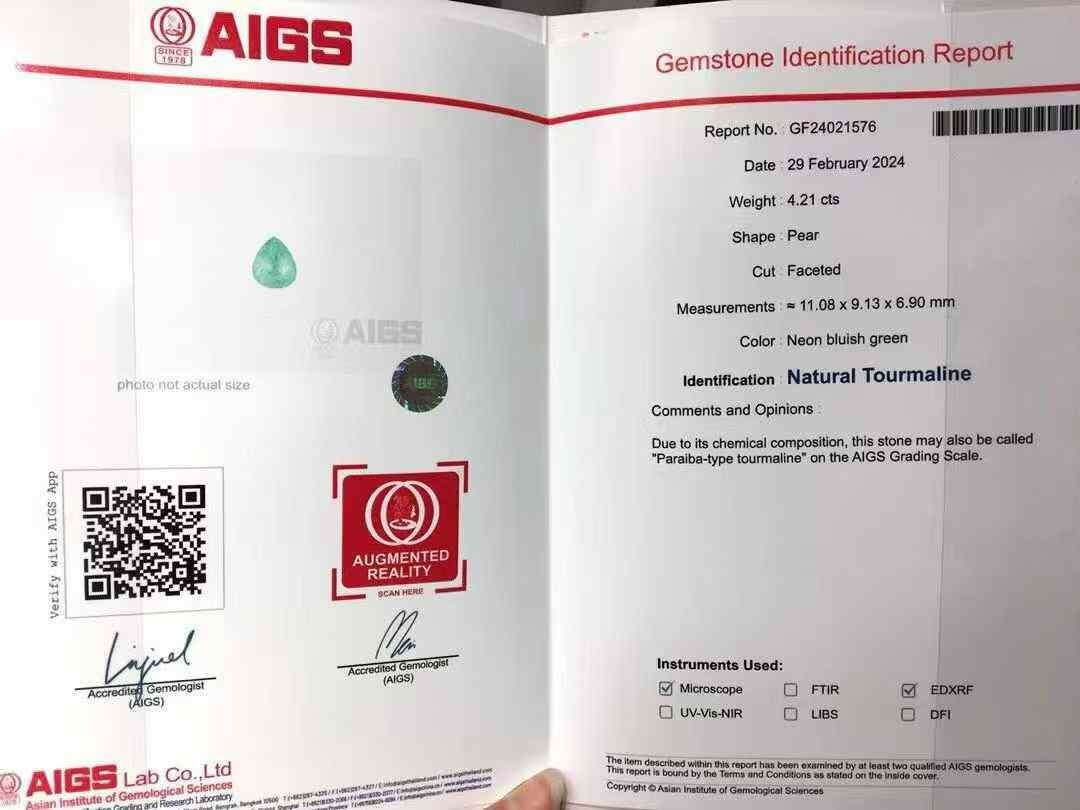 AIGS
SINCE
1978
photo not actual size
AIGS
Verify with AIGS App
AUGMENTED
REALITY
SCAN HERE
Accredited Gemologist
(AIGS)
Accredited Gemologist
(AIGS)
AIGS Lab Co.,Ltd
Asian Institute of Gemological Sciences
Grading and Research Laboratory
Gemstone Identification Report
Report No. : GF24021576
Date : 29 February 2024
Weight : 4.21 cts
Shape : Pear
Cut : Faceted
Measurements : ≈ 11.08 x 9.13 x 6.90 mm
Color : Neon bluish green
Identification : Natural Tourmaline
Comments and Opinions :
Due to its chemical composition, this stone may also be called
"Paraiba-type tourmaline" on the AIGS Grading Scale.
Instruments Used:
Microscope FTIR EDXRF
UV-Vis-NIR LIBS DFI
The item described within this report has been examined by at least two qualified AIGS gemologists.
This report is bound by the Terms and Conditions as stated on the inside cover.
Copyright © Asian Institute of Gemological Sciences